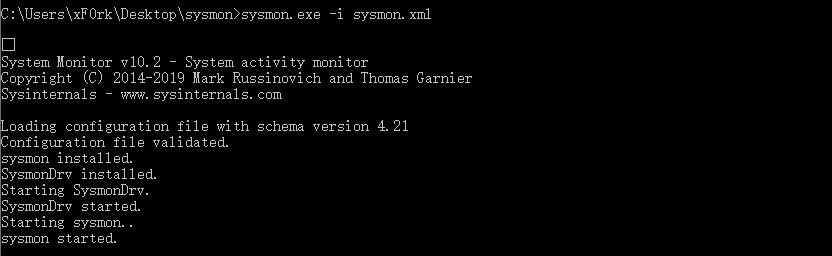 C:\Users\xF0rk\Desktop\sysmon>sysmon.exe -i sysmon.xml
System Monitor v10.2 - System activity monitor
Copyright (C) 2014-2019 Mark Russinovich and Thomas Garnier
Sysinternals - www.sysinternals.com
Loading configuration file with schema version 4.21
Configuration file validated.
sysmon installed.
SysmonDrv installed.
Starting SysmonDrv.
SysmonDrv started.
Starting sysmon..
sysmon started.